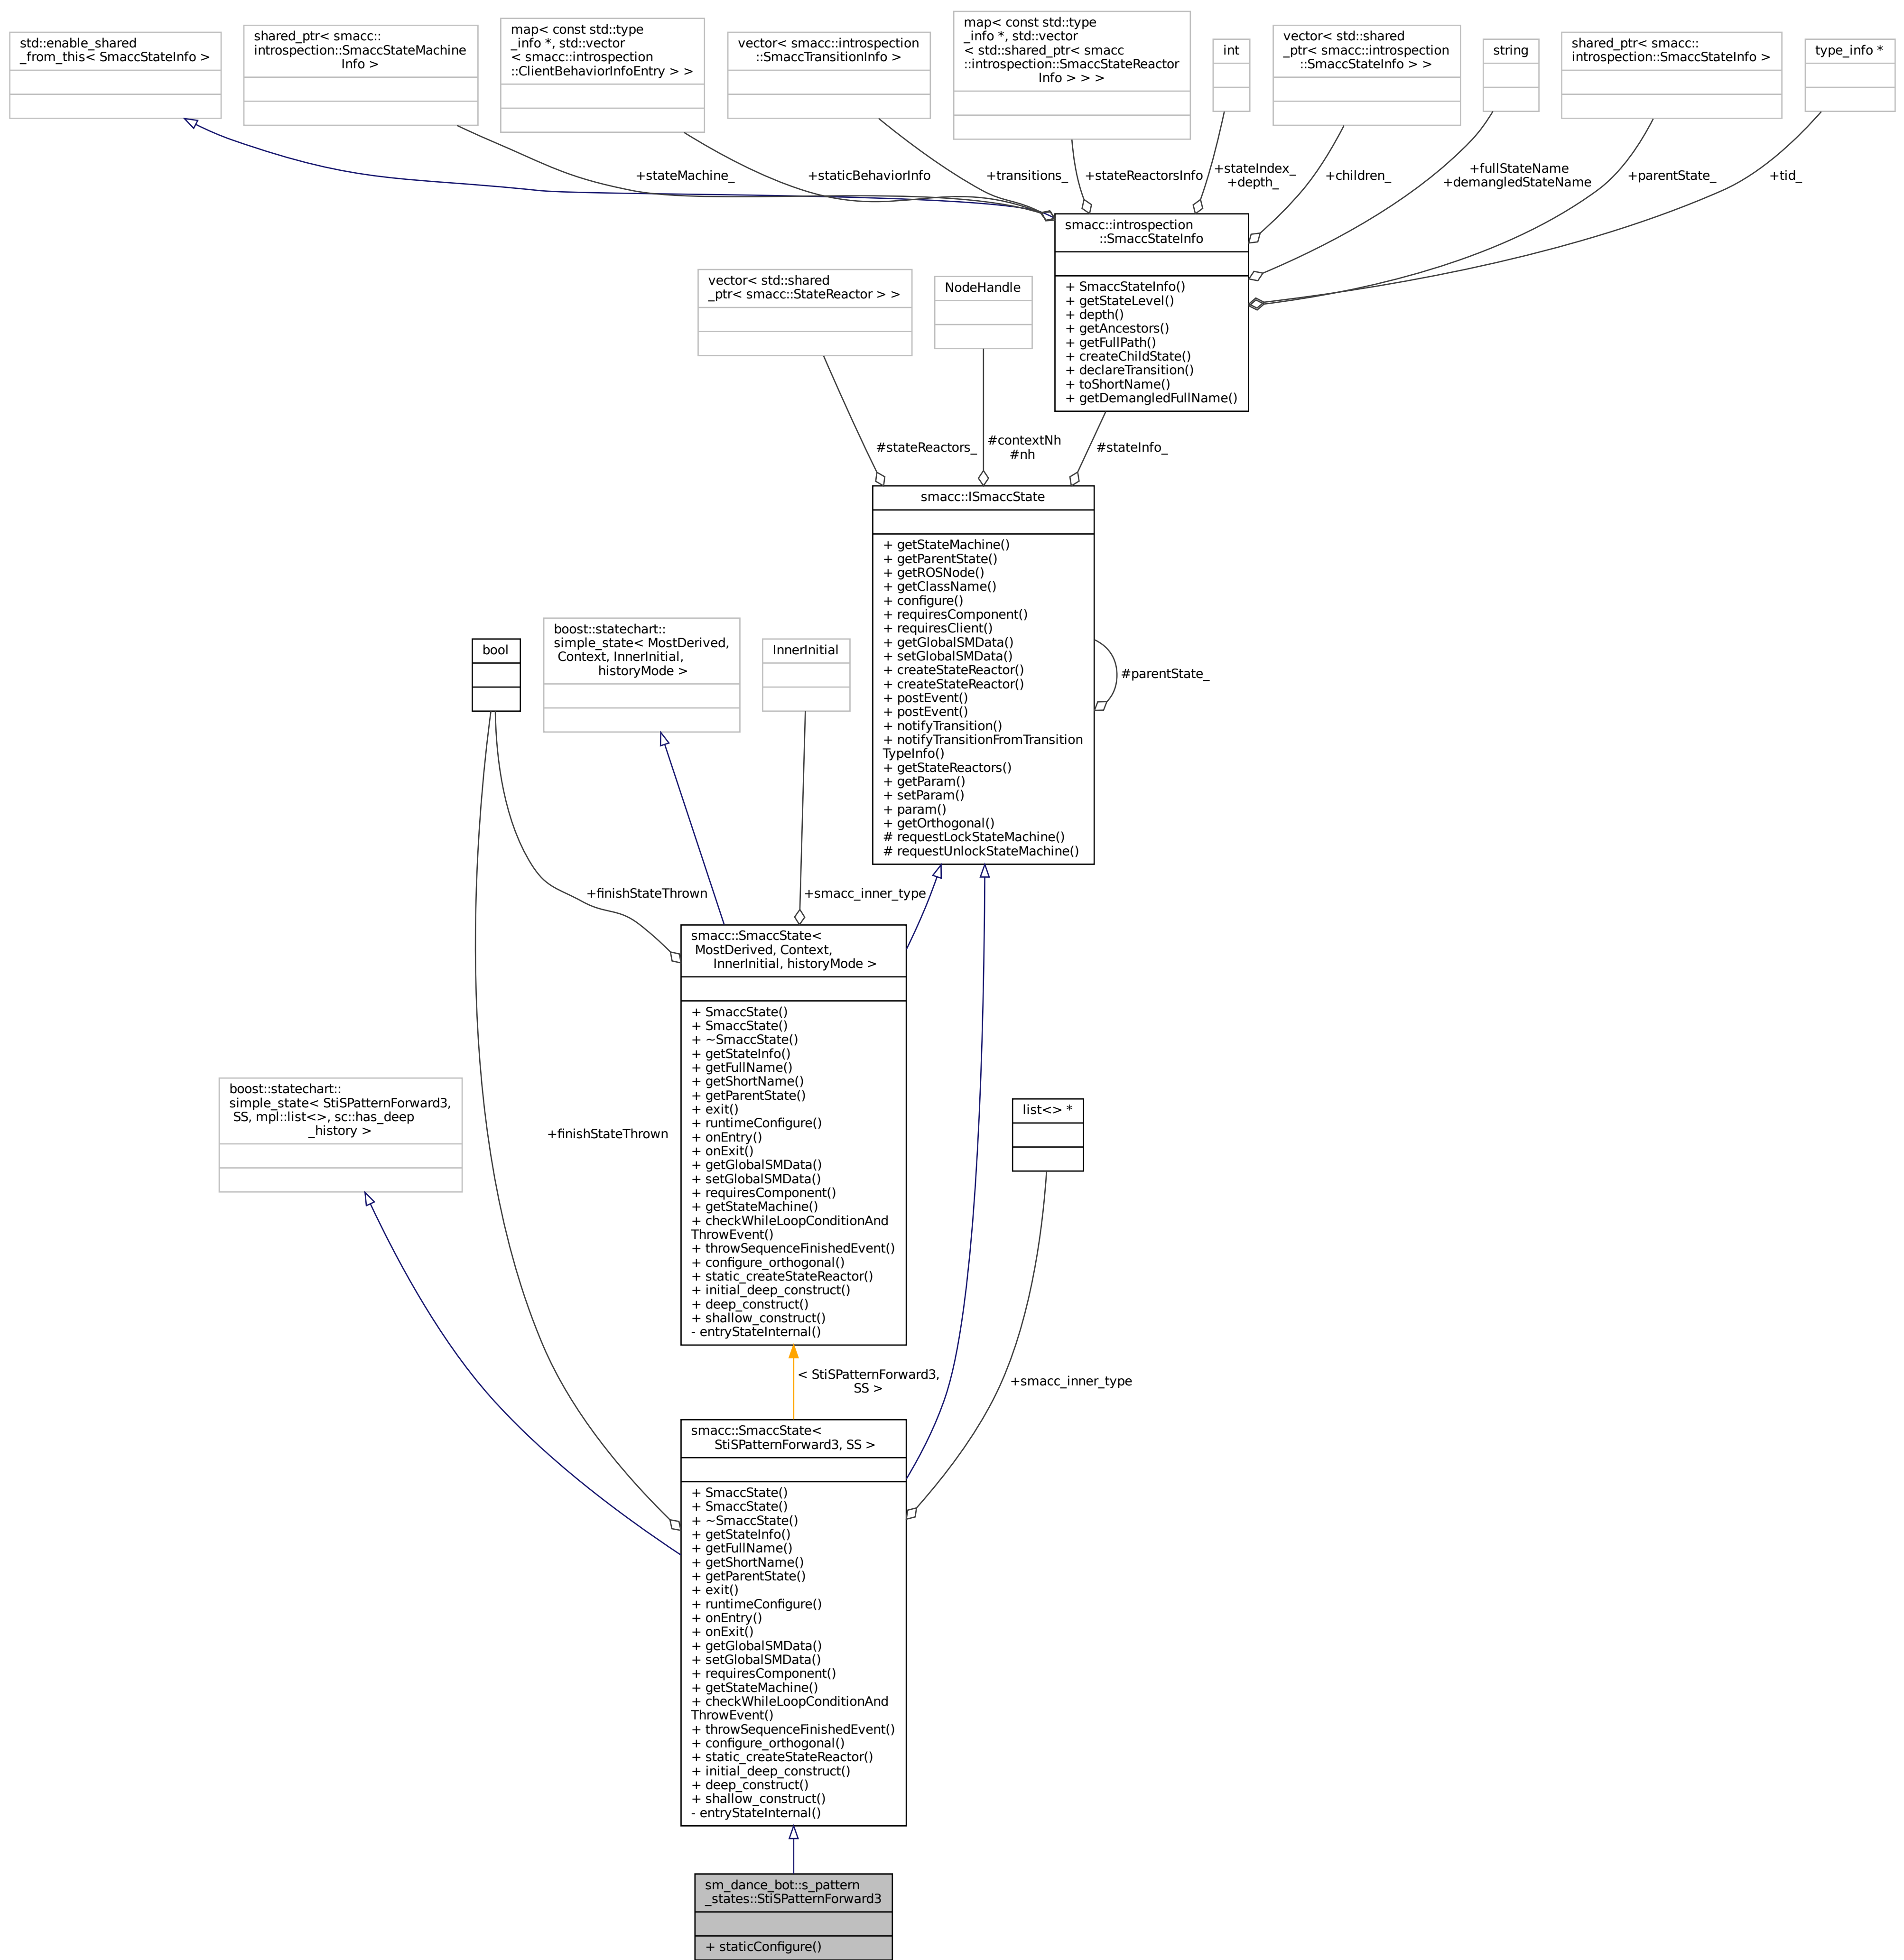 std::enable_shared
_from_this< SmaccStateInfo >
shared_ptr< smacc::
introspection::SmaccStateMachine
Info >
map< const std::type
_info *, std::vector
< smacc::introspection
::ClientBehaviorInfoEntry > >
vector< smacc::introspection
::SmaccTransitionInfo >
map< const std::type
_info *, std::vector
< std::shared_ptr< smacc
::introspection::SmaccStateReactor
Info > > >
int
vector< std::shared
_ptr< smacc::introspection
::SmaccStateInfo > >
string
shared_ptr< smacc::
introspection::SmaccStateInfo >
type_info *
+stateMachine_
+staticBehaviorInfo
+transitions_
+stateReactorsInfo
+stateIndex_
+depth_
+children_
+fullStateName
+demangledStateName
+parentState_
+tid_
smacc::introspection
::SmaccStateInfo
+ SmaccStateInfo()
+ getStateLevel()
+ depth()
+ getAncestors()
+ getFullPath()
+ createChildState()
+ declareTransition()
+ toShortName()
+ getDemangledFullName()
vector< std::shared
_ptr< smacc::StateReactor > >
NodeHandle
#stateReactors_
#contextNh
#nh
#stateInfo_
smacc::ISmaccState
+ getStateMachine()
+ getParentState()
+ getROSNode()
+ getClassName()
+ configure()
+ requiresComponent()
+ requiresClient()
+ getGlobalSMData()
+ setGlobalSMData()
+ createStateReactor()
+ createStateReactor()
+ postEvent()
+ postEvent()
+ notifyTransition()
+ notifyTransitionFromTransition
TypeInfo()
+ getStateReactors()
+ getParam()
+ setParam()
+ param()
+ getOrthogonal()
# requestLockStateMachine()
# requestUnlockStateMachine()
#parentState_
bool
boost::statechart::
simple_state< MostDerived,
Context, InnerInitial,
historyMode >
InnerInitial
+finishStateThrown
+smacc_inner_type
smacc::SmaccState<
MostDerived, Context,
InnerInitial, historyMode >
+ SmaccState()
+ SmaccState()
+ ~SmaccState()
+ getStateInfo()
+ getFullName()
+ getShortName()
+ getParentState()
+ exit()
+ runtimeConfigure()
+ onEntry()
+ onExit()
+ getGlobalSMData()
+ setGlobalSMData()
+ requiresComponent()
+ getStateMachine()
+ checkWhileLoopConditionAnd
ThrowEvent()
+ throwSequenceFinishedEvent()
+ configure_orthogonal()
+ static_createStateReactor()
+ initial_deep_construct()
+ deep_construct()
+ shallow_construct()
- entryStateInternal()
boost::statechart::
simple_state< StiSPatternForward3,
SS, mpl::list<>, sc::has_deep
_history >
+finishStateThrown
list<> *
< StiSPatternForward3,
SS >
+smacc_inner_type
smacc::SmaccState<
StiSPatternForward3, SS >
+ SmaccState()
+ SmaccState()
+ ~SmaccState()
+ getStateInfo()
+ getFullName()
+ getShortName()
+ getParentState()
+ exit()
+ runtimeConfigure()
+ onEntry()
+ onExit()
+ getGlobalSMData()
+ setGlobalSMData()
+ requiresComponent()
+ getStateMachine()
+ checkWhileLoopConditionAnd
ThrowEvent()
+ throwSequenceFinishedEvent()
+ configure_orthogonal()
+ static_createStateReactor()
+ initial_deep_construct()
+ deep_construct()
+ shallow_construct()
- entryStateInternal()
sm_dance_bot::s_pattern
_states::StiSPatternForward3
+ staticConfigure()